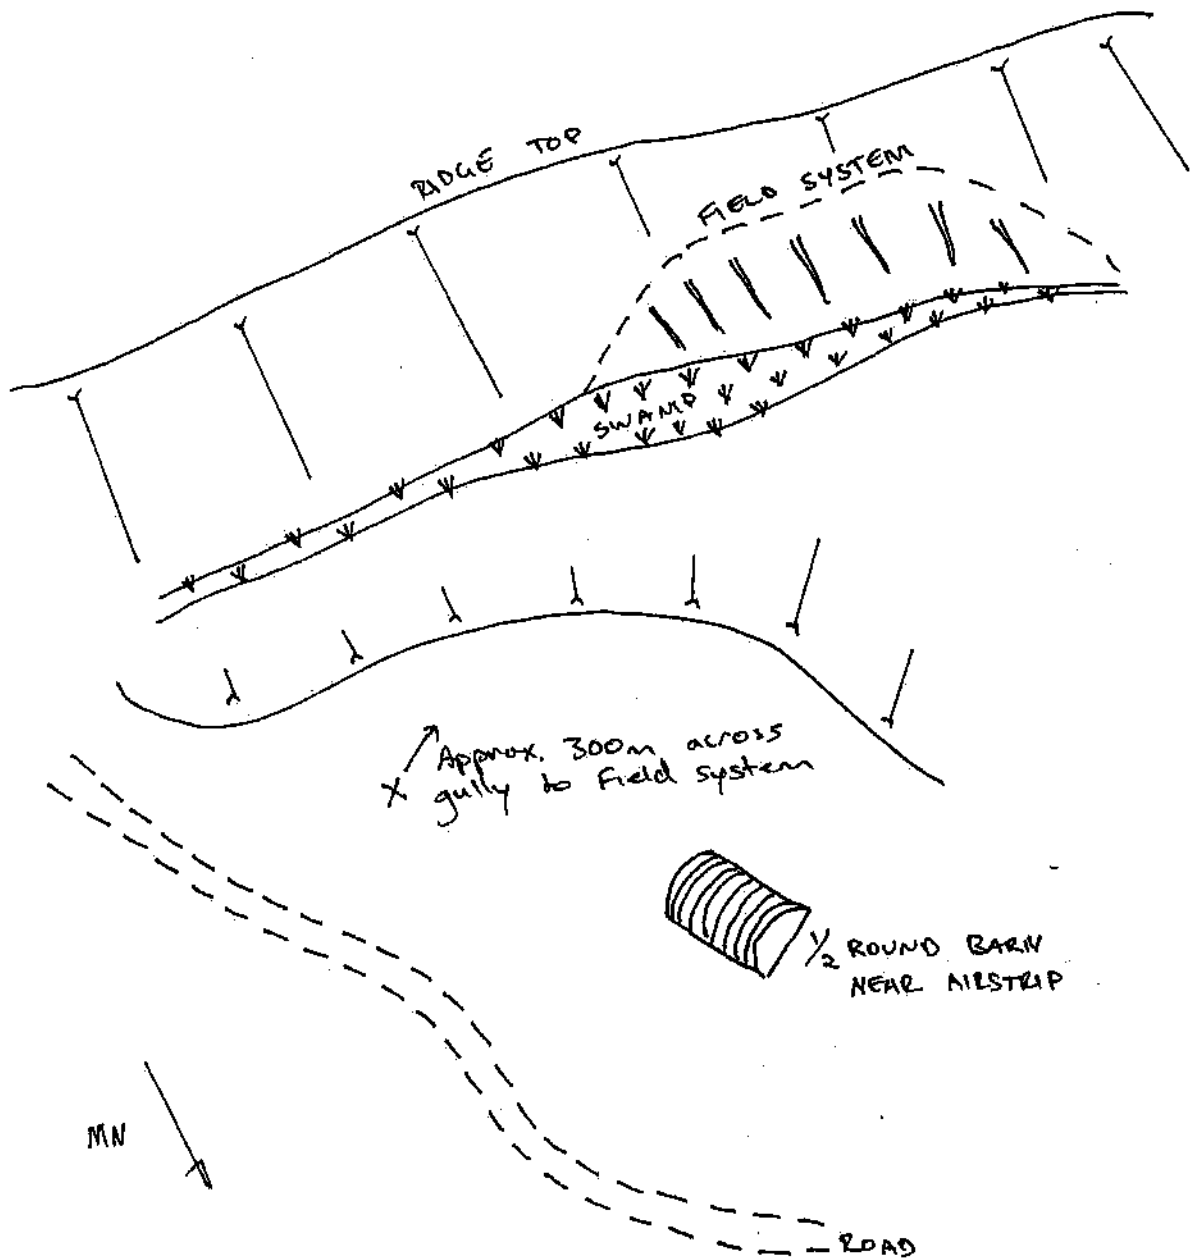 RIDGE TOP
FIELD SYSTEM
SWAMP
Approx. 300m across
X gully to Field system
1/2 ROUND BARN
NEAR AIRSTRIP
MN
ROAD